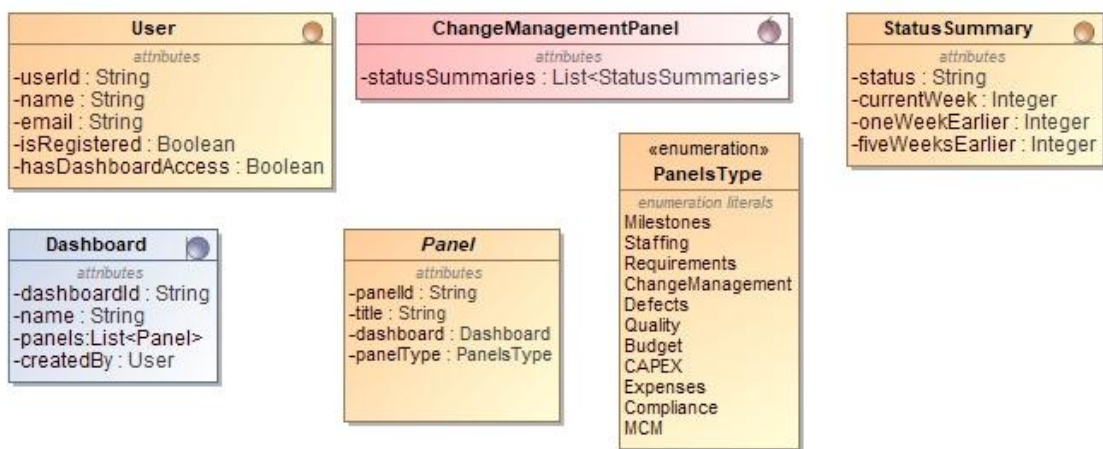 User
attributes
-userId : String
-name : String
-email : String
-isRegistered : Boolean
-hasDashboardAccess : Boolean
ChangeManagementPanel
attributes
-statusSummaries : List<StatusSummaries>
StatusSummary
attributes
-status : String
-currentWeek : Integer
-oneWeekEarlier : Integer
-fiveWeeksEarlier : Integer
Dashboard
attributes
-dashboardId : String
-name : String
-panels:List<Panel>
-createdBy : User
Panel
attributes
-panelId : String
-title : String
-dashboard : Dashboard
-panelType : PanelsType
«enumeration»
PanelsType
enumeration literals
Milestones
Staffing
Requirements
ChangeManagement
Defects
Quality
Budget
CAPEX
Expenses
Compliance
MCM